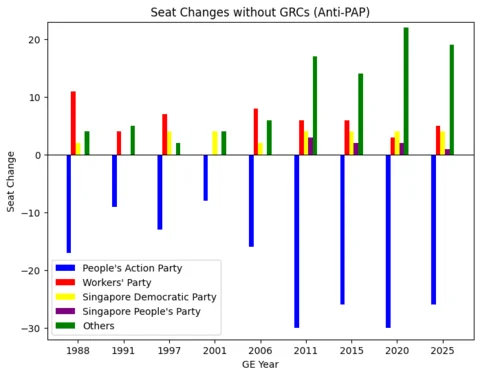 Seat Changes without GRCs (Anti-PAP)
Seat Change
20
10
0
−10
−20
−30
People's Action Party
Workers' Party
Singapore Democratic Party
Singapore People's Party
Others
1988 1991 1997 2001 2006 2011 2015 2020 2025
GE Year